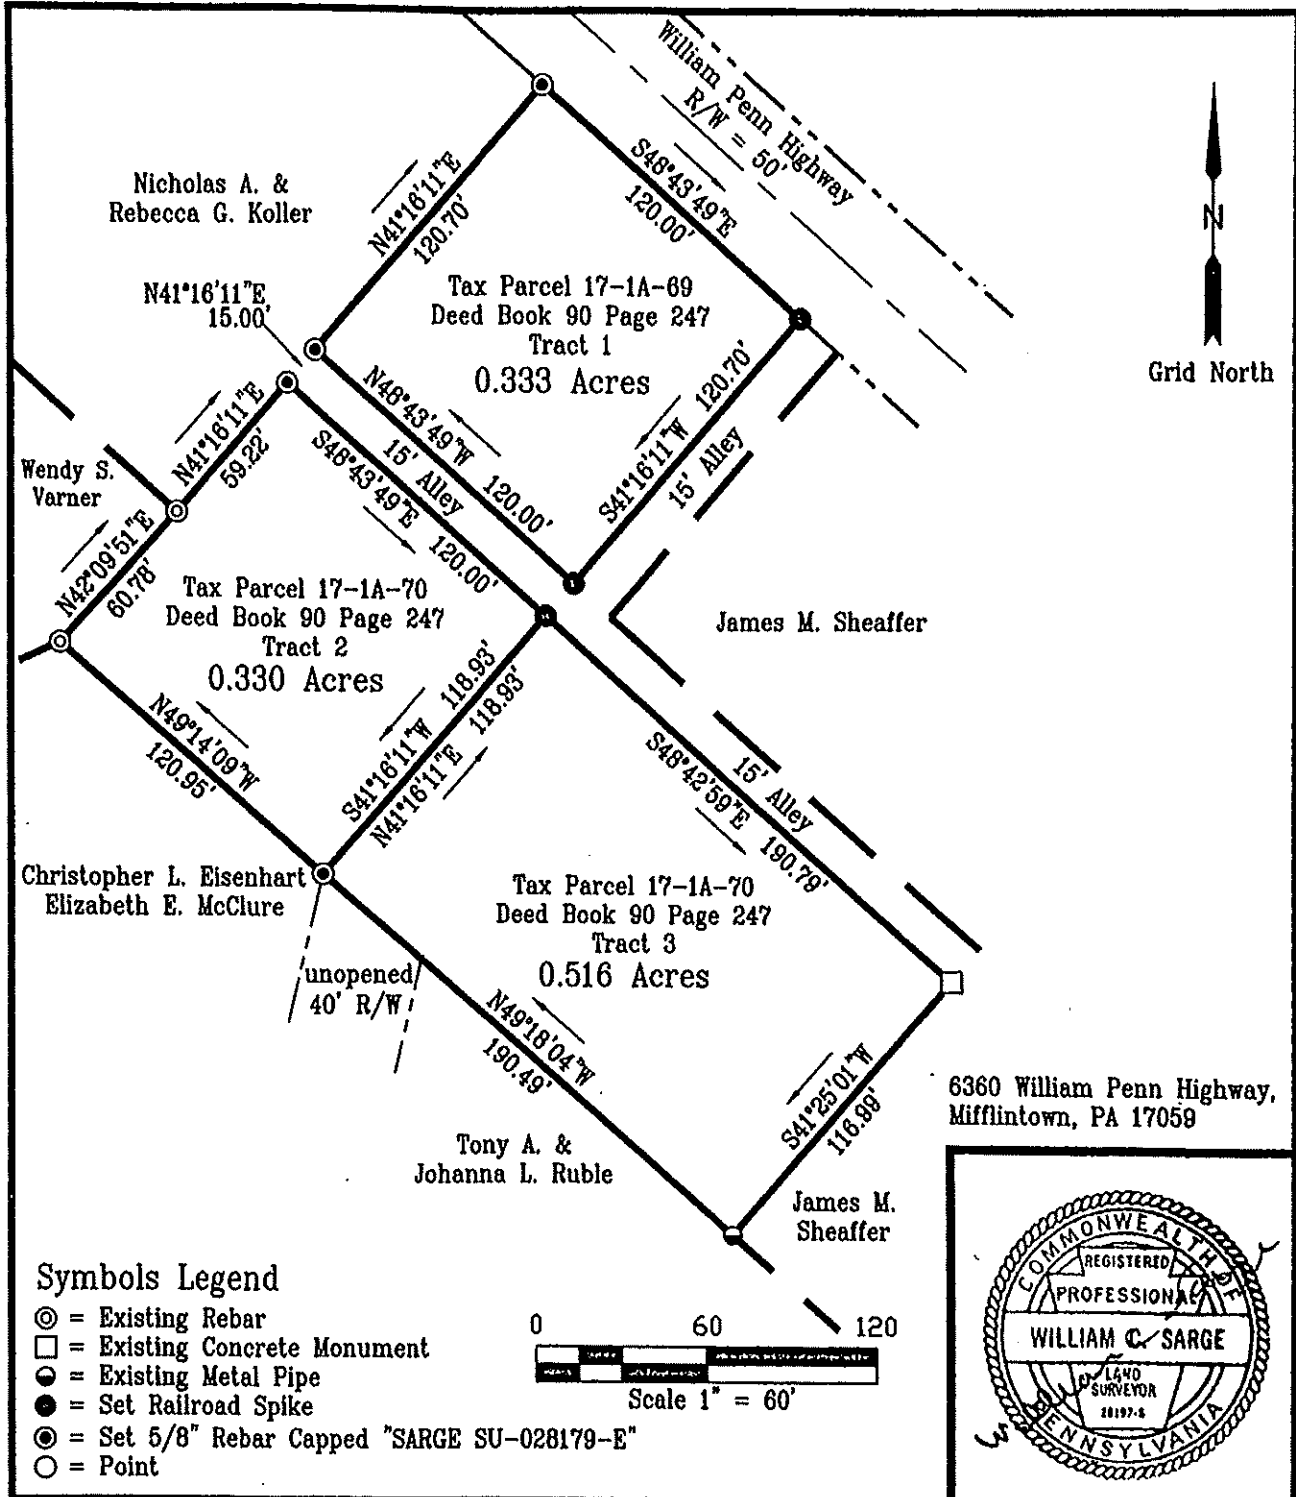 William Penn Highway
R/W = 50'
S48°43'49"E
120.00'
N
Grid North
Nicholas A. &
Rebecca G. Koller
N41°16'11"E
120.70'
N41°16'11"E
15.00'
Tax Parcel 17-1A-69
Deed Book 90 Page 247
Tract 1
0.333 Acres
N48°43'49"W 120.00'
S41°16'11"W 120.70'
15' Alley
Wendy S.
Varner
N41°16'11"E
59.22'
S48°43'49"E 120.00'
15' Alley
N42°09'51"E
60.78'
Tax Parcel 17-1A-70
Deed Book 90 Page 247
Tract 2
0.330 Acres
James M. Sheaffer
S41°16'11"W 118.93'
N41°16'11"E 118.93'
N49°14'09"W
120.95'
15' Alley
S48°42'59"E 190.79'
Christopher L. Eisenhart
Elizabeth E. McClure
Tax Parcel 17-1A-70
Deed Book 90 Page 247
Tract 3
0.516 Acres
unopened
40' R/W
N49°18'04"W
190.49'
S41°25'01"W
116.99'
6360 William Penn Highway,
Mifflintown, PA 17059
Tony A. &
Johanna L. Ruble
James M.
Sheaffer
Symbols Legend
= Existing Rebar
= Existing Concrete Monument
= Existing Metal Pipe
= Set Railroad Spike
= Set 5/8" Rebar Capped "SARGE SU-028179-E"
= Point
0 60 120
Scale 1" = 60'
COMMONWEALTH OF
REGISTERED
PROFESSIONAL
WILLIAM C. SARGE
LAND
SURVEYOR
PENNSYLVANIA